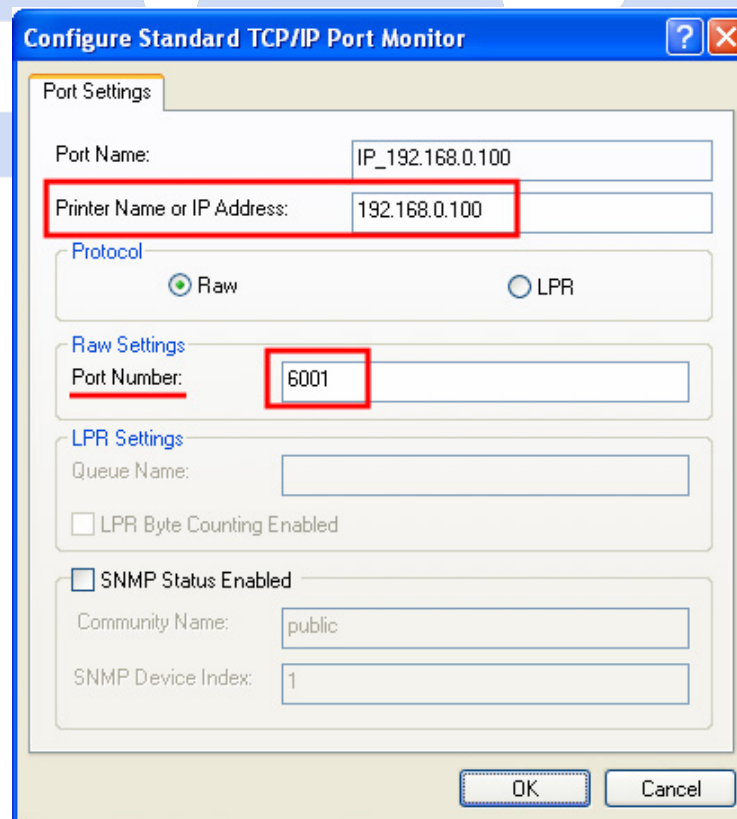 Configure Standard TCP/IP Port Monitor
Port Settings
Port Name: IP_192.168.0.100
Printer Name or IP Address: 192.168.0.100
Protocol
Raw LPR
Raw Settings
Port Number: 6001
LPR Settings
Queue Name:
LPR Byte Counting Enabled
SNMP Status Enabled
Community Name: public
SNMP Device Index: 1
OK Cancel